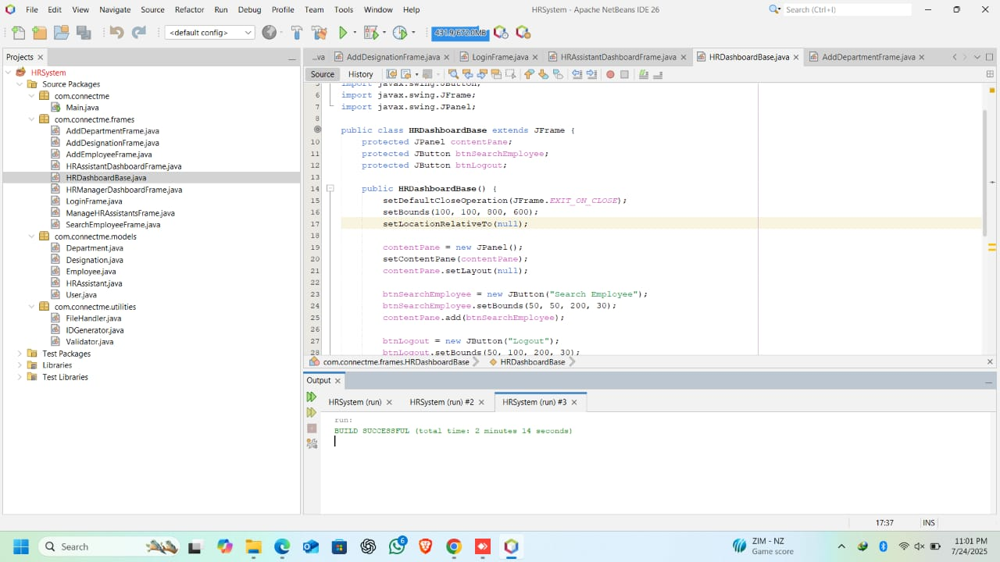 File Edit View Navigate Source Refactor Run Debug Profile Team Tools Window Help
HRSystem - Apache NetBeans IDE 26
Search (Ctrl+I)
<default config>
431.9/672.0MB
Projects
...va
AddDesignationFrame.java
LoginFrame.java
HRAssistantDashboardFrame.java
HRDashboardBase.java
AddDepartmentFrame.java
HRSystem
Source Packages
com.connectme
Main.java
com.connectme.frames
AddDepartmentFrame.java
AddDesignationFrame.java
AddEmployeeFrame.java
HRAssistantDashboardFrame.java
HRDashboardBase.java
HRManagerDashboardFrame.java
LoginFrame.java
ManageHRAssistantsFrame.java
SearchEmployeeFrame.java
com.connectme.models
Department.java
Designation.java
Employee.java
HRAssistant.java
User.java
com.connectme.utilities
FileHandler.java
IDGenerator.java
Validator.java
Test Packages
Libraries
Test Libraries
Source History
5 import javax.swing.JButton;
6 import javax.swing.JFrame;
7 import javax.swing.JPanel;
8
public class HRDashboardBase extends JFrame {
10 protected JPanel contentPane;
11 protected JButton btnSearchEmployee;
12 protected JButton btnLogout;
13
14 public HRDashboardBase() {
15 setDefaultCloseOperation(JFrame.EXIT_ON_CLOSE);
16 setBounds(100, 100, 800, 600);
17 setLocationRelativeTo(null);
18
19 contentPane = new JPanel();
20 setContentPane(contentPane);
21 contentPane.setLayout(null);
22
23 btnSearchEmployee = new JButton("Search Employee");
24 btnSearchEmployee.setBounds(50, 50, 200, 30);
25 contentPane.add(btnSearchEmployee);
26
27 btnLogout = new JButton("Logout");
28 btnLogout.setBounds(50, 100, 200, 30);
com.connectme.frames.HRDashboardBase
HRDashboardBase
Output
HRSystem (run)
HRSystem (run) #2
HRSystem (run) #3
run:
BUILD SUCCESSFUL (total time: 2 minutes 14 seconds)
17:37
INS
Search
6
ZIM - NZ
Game score
11:01 PM
7/24/2025